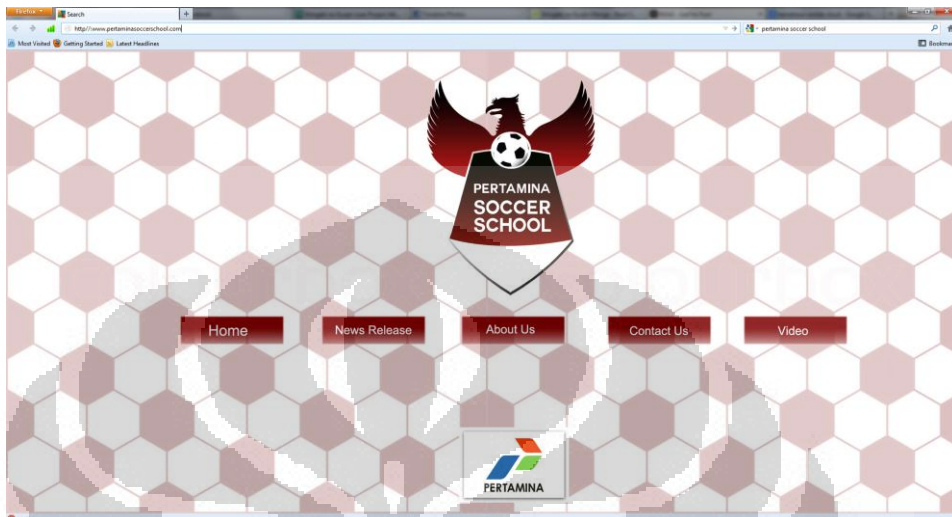 Firefox
Search
http://www.pertaminasoccerschool.com
pertamina soccer school
Most Visited
Getting Started
Latest Headlines
PERTAMINA
SOCCER
SCHOOL
Home
News Release
About Us
Contact Us
Video
PERTAMINA